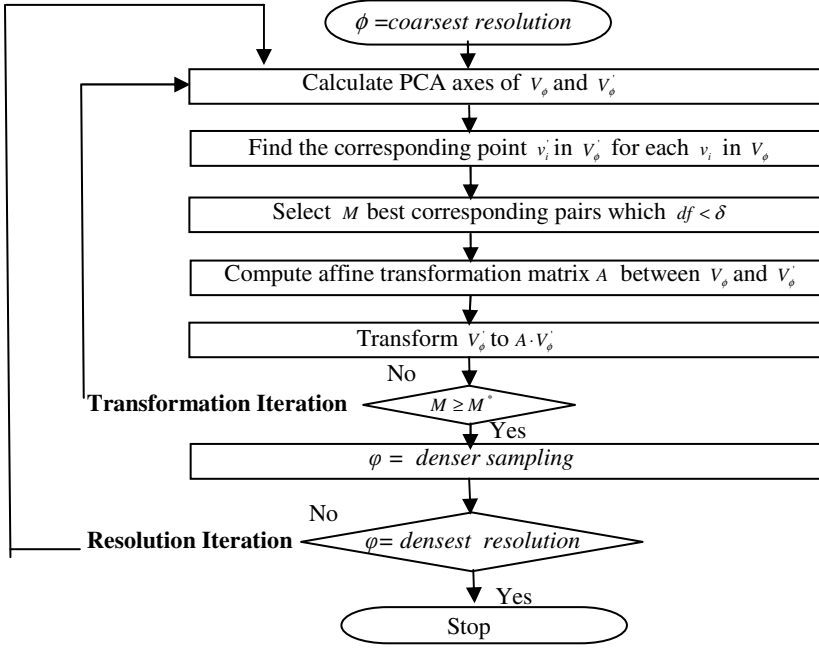 ϕ =coarsest resolution
Calculate PCA axes of V_ϕ and V'_ϕ
Find the corresponding point v'_i in V'_ϕ for each v_i in V_ϕ
Select M best corresponding pairs which df < δ
Compute affine transformation matrix A between V_ϕ and V'_ϕ
Transform V'_ϕ to A·V'_ϕ
No
Transformation Iteration
M ≥ M*
Yes
φ = denser sampling
No
Resolution Iteration
φ= densest resolution
Yes
Stop